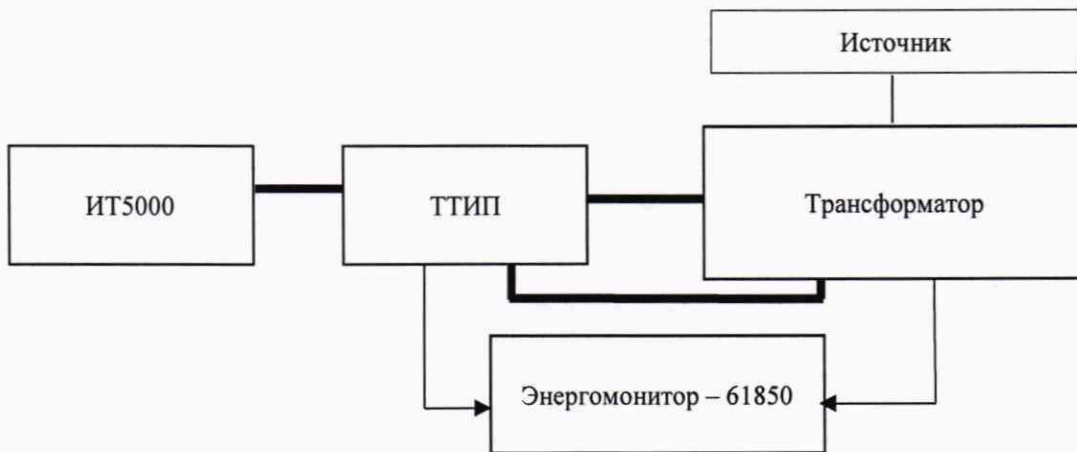 Источник
ИТ5000
ТТИП
Трансформатор
Энергомонитор – 61850